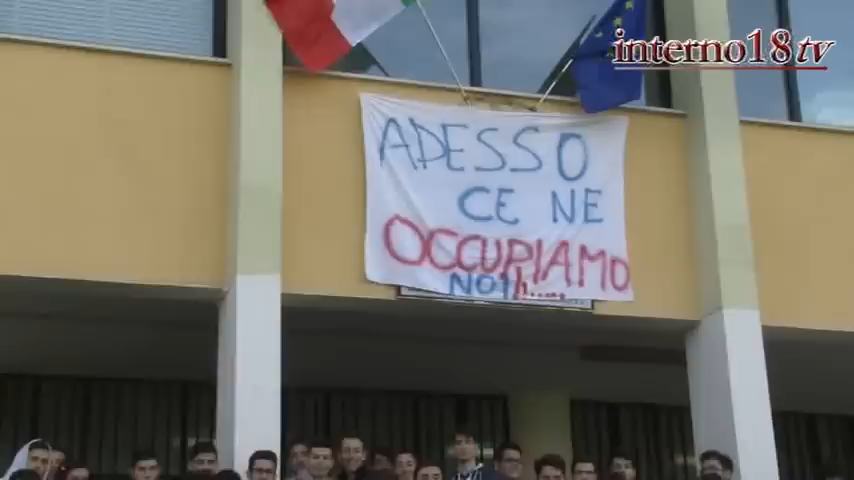 interno18tv
ADESSO
CE NE
OCCUPIAMO
NOI